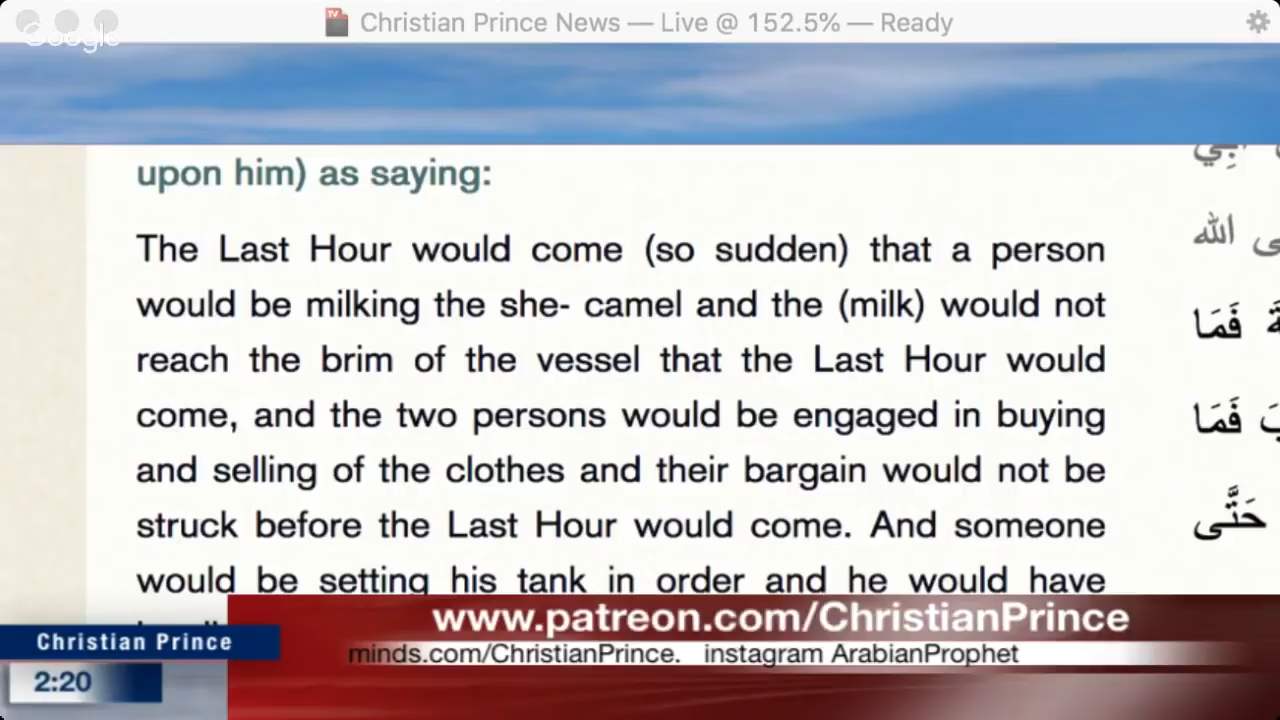 Christian Prince News — Live @ 152.5% — Ready
Google
upon him) as saying:
The Last Hour would come (so sudden) that a person
would be milking the she- camel and the (milk) would not
reach the brim of the vessel that the Last Hour would
come, and the two persons would be engaged in buying
and selling of the clothes and their bargain would not be
struck before the Last Hour would come. And someone
would be setting his tank in order and he would have
الله
فَمَا
فَمَا
حَتَّى
www.patreon.com/ChristianPrince
Christian Prince
minds.com/ChristianPrince. instagram ArabianProphet
2:20